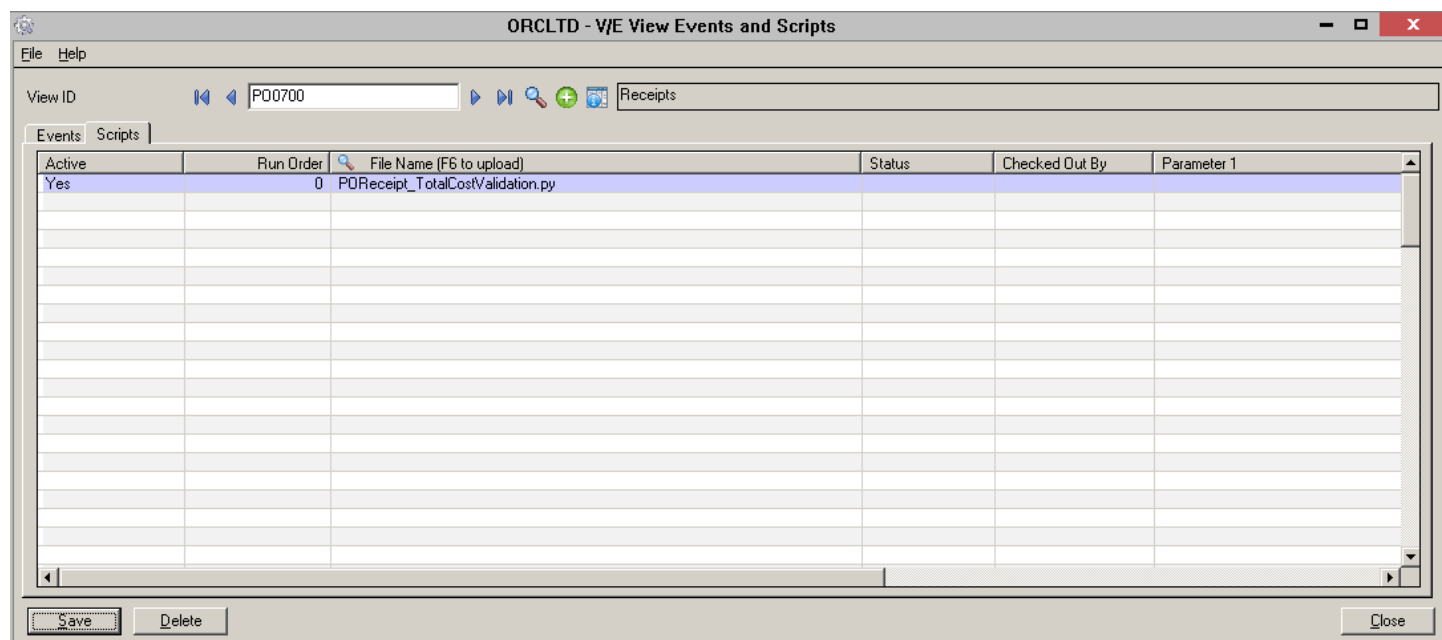 ORCLTD - V/E View Events and Scripts
File Help
View ID PO0700 Receipts
Events Scripts
Active Run Order File Name (F6 to upload) Status Checked Out By Parameter 1
Yes 0 POReceipt_TotalCostValidation.py
Save Delete Close